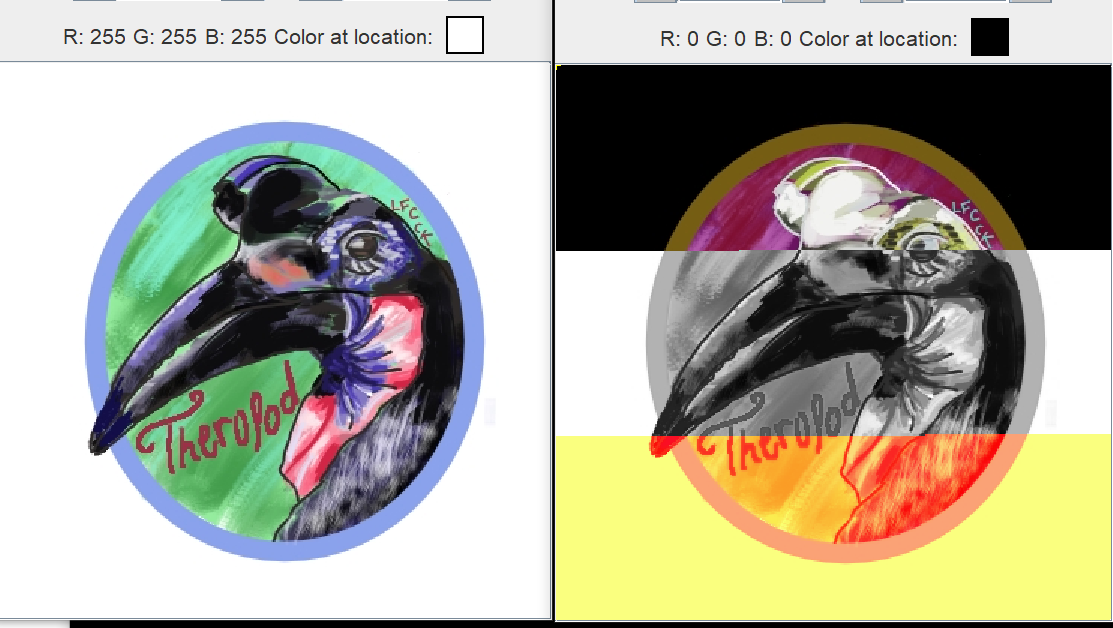 R: 255 G: 255 B: 255 Color at location:
LFCCK
Theropod
R: 0 G: 0 B: 0 Color at location:
LFCCK
Theropod